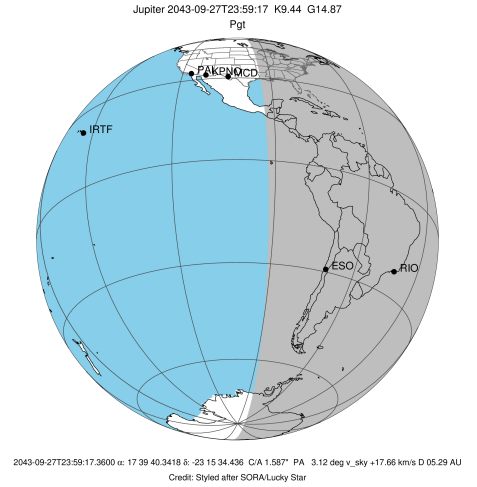 Jupiter 2043-09-27T23:59:17 K9.44 G14.87
Pgt
PAL
KPNO
MCD
IRTF
ESO
RIO
2043-09-27T23:59:17.3600 α: 17 39 40.3418 δ: -23 15 34.436 C/A 1.587" PA 3.12 deg v_sky +17.66 km/s D 05.29 AU
Credit: Styled after SORA/Lucky Star